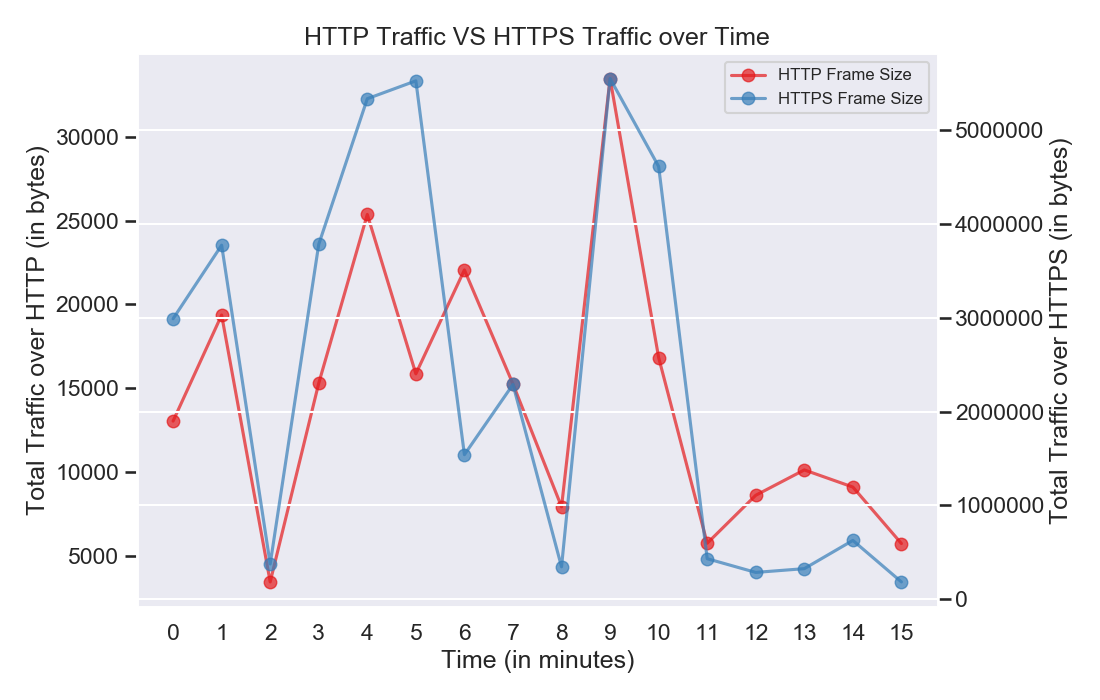 HTTP Traffic VS HTTPS Traffic over Time
HTTP Frame Size
HTTPS Frame Size
Total Traffic over HTTP (in bytes)
30000
25000
20000
15000
10000
5000
5000000
4000000
3000000
2000000
1000000
0
Total Traffic over HTTPS (in bytes)
0 1 2 3 4 5 6 7 8 9 10 11 12 13 14 15
Time (in minutes)